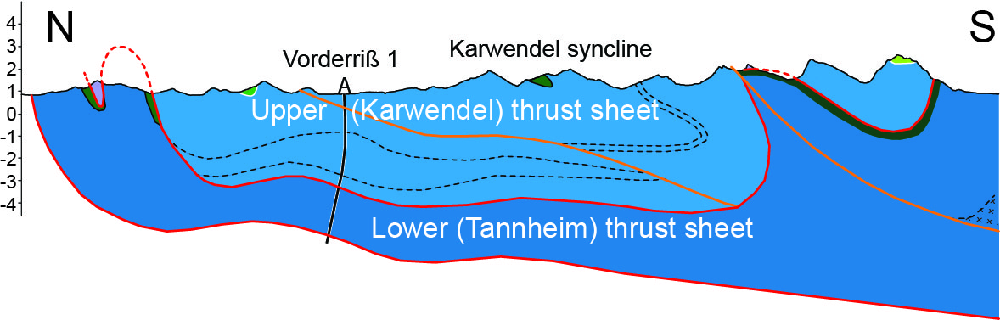 N
S
Karwendel syncline
Vorderriß 1
4
3
2
1
0
-1
-2
-3
-4
Upper (Karwendel) thrust sheet
Lower (Tannheim) thrust sheet